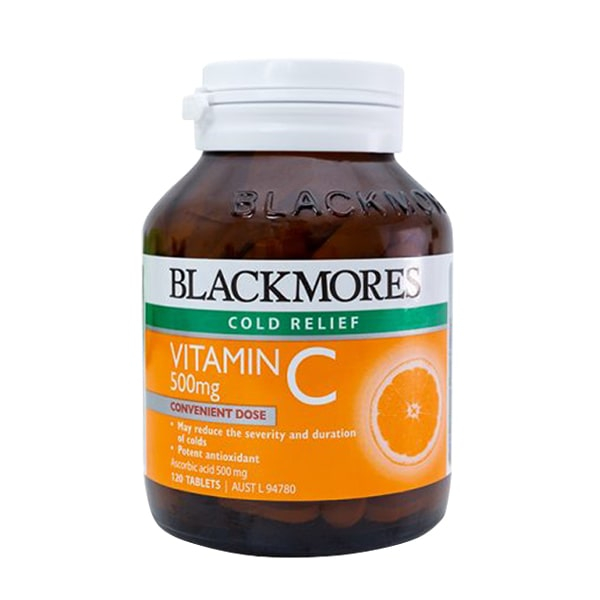 BLACKMO
BLACKMORES
COLD RELIEF
VITAMIN C
500mg
CONVENIENT DOSE
• May reduce the severity and duration
of colds
• Potent antioxidant
Ascorbic acid 500 mg
120 TABLETS | AUST L 94780